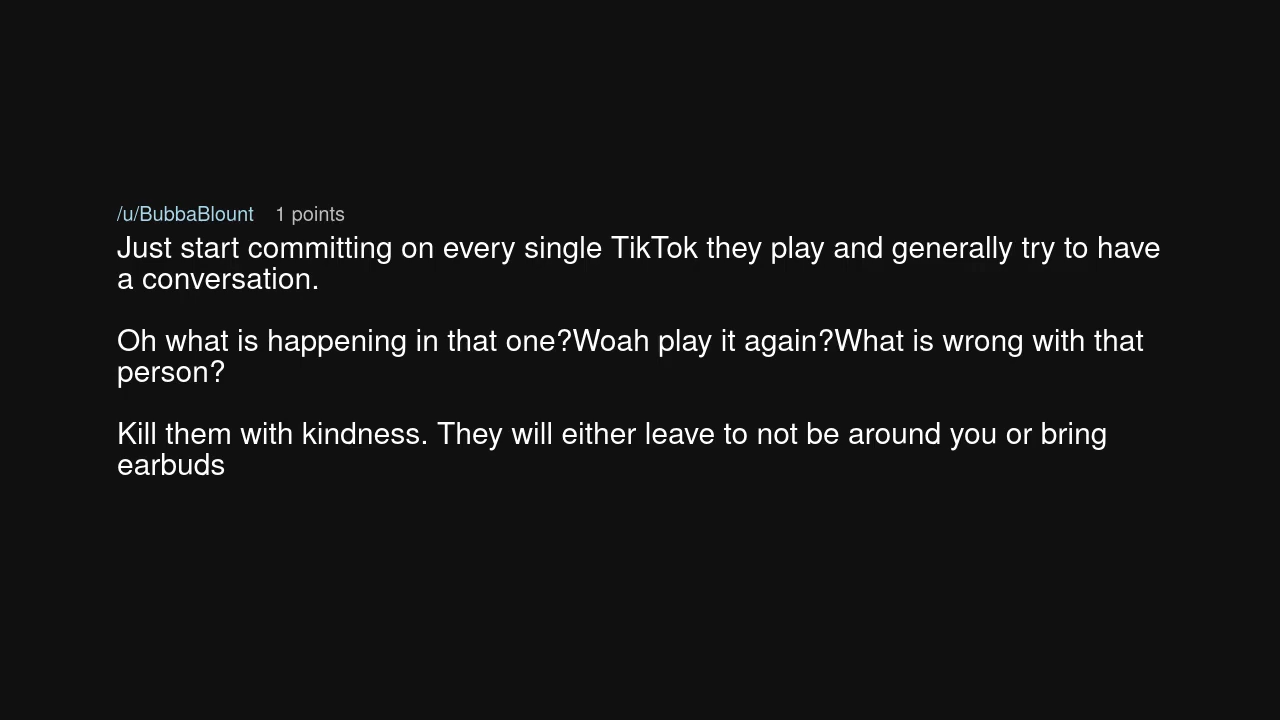 /u/BubbaBlount 1 points
Just start committing on every single TikTok they play and generally try to have
a conversation.
Oh what is happening in that one?Woah play it again?What is wrong with that
person?
Kill them with kindness. They will either leave to not be around you or bring
earbuds